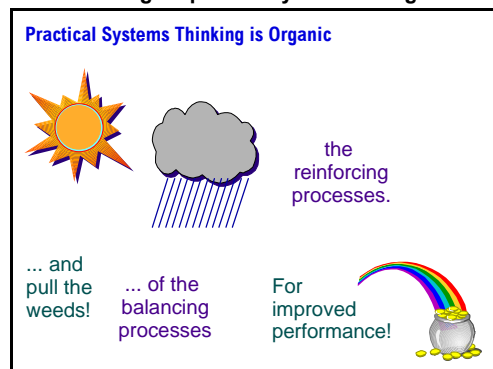 Practical Systems Thinking is Organic
the
reinforcing
processes.
... and
pull the
weeds!
... of the
balancing
processes
For
improved
performance!